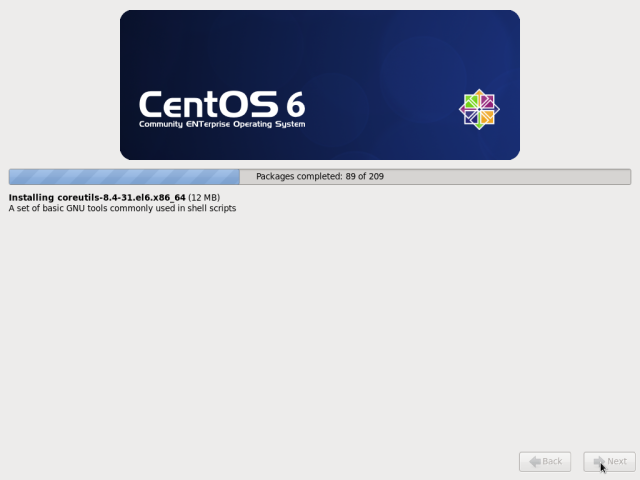 CentOS 6
Community ENTerprise Operating System
Packages completed: 89 of 209
Installing coreutils-8.4-31.el6.x86_64 (12 MB)
A set of basic GNU tools commonly used in shell scripts
Back Next